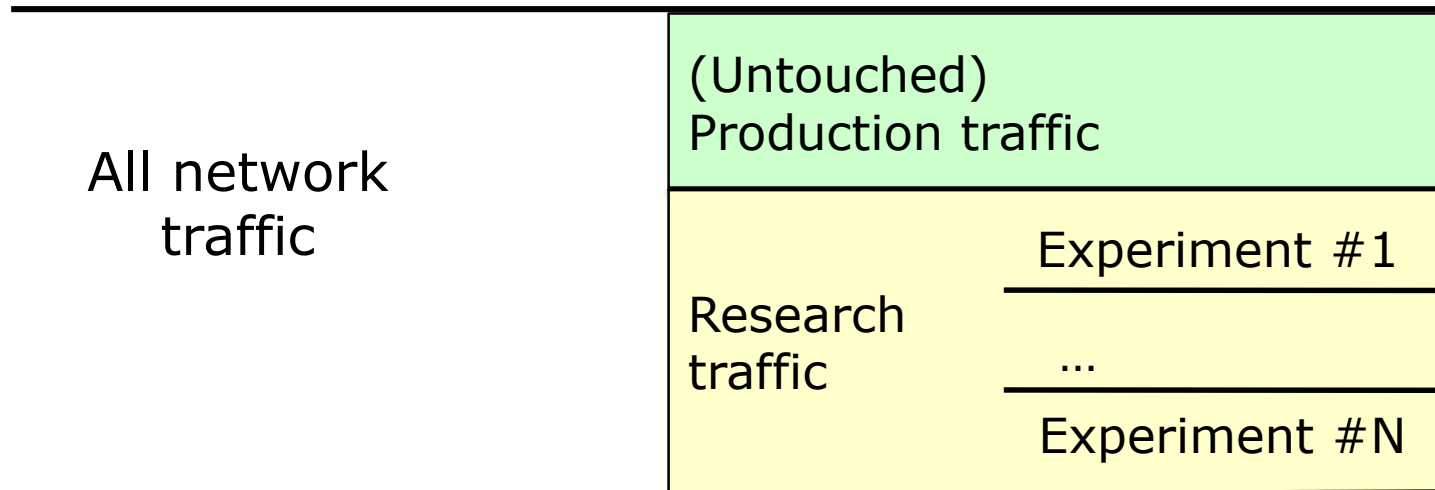 All network
traffic
(Untouched)
Production traffic
Research
traffic
Experiment #1
…
Experiment #N